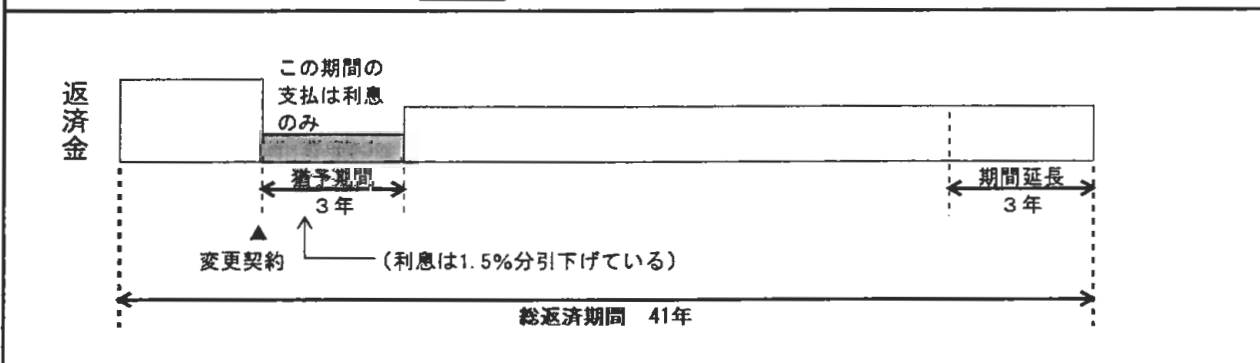 この期間の
支払は利息
のみ
返済金
猶予期間
3年
期間延長
3年
変更契約
(利息は1.5%分引下げている)
総返済期間 41年